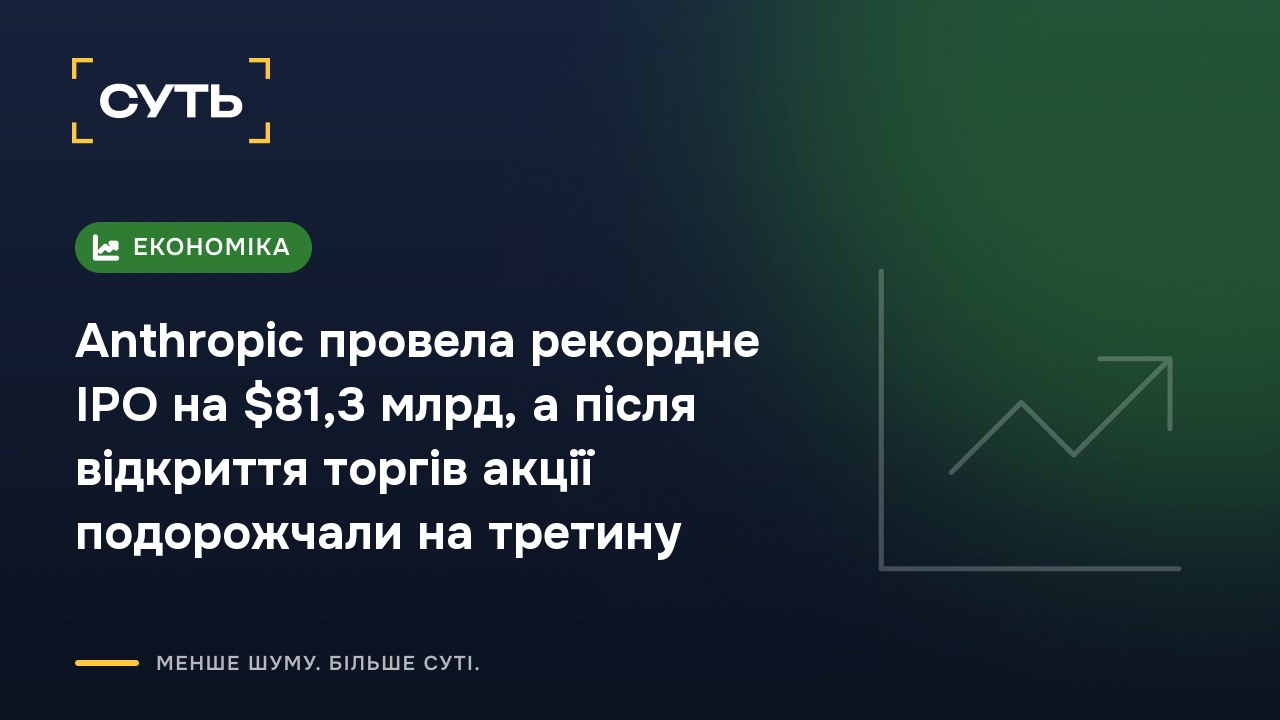 СУТЬ
ЕКОНОМІКА
Anthropic провела рекордне
IPO на $81,3 млрд, а після
відкриття торгів акції
подорожчали на третину
МЕНШЕ ШУМУ. БІЛЬШЕ СУТІ.